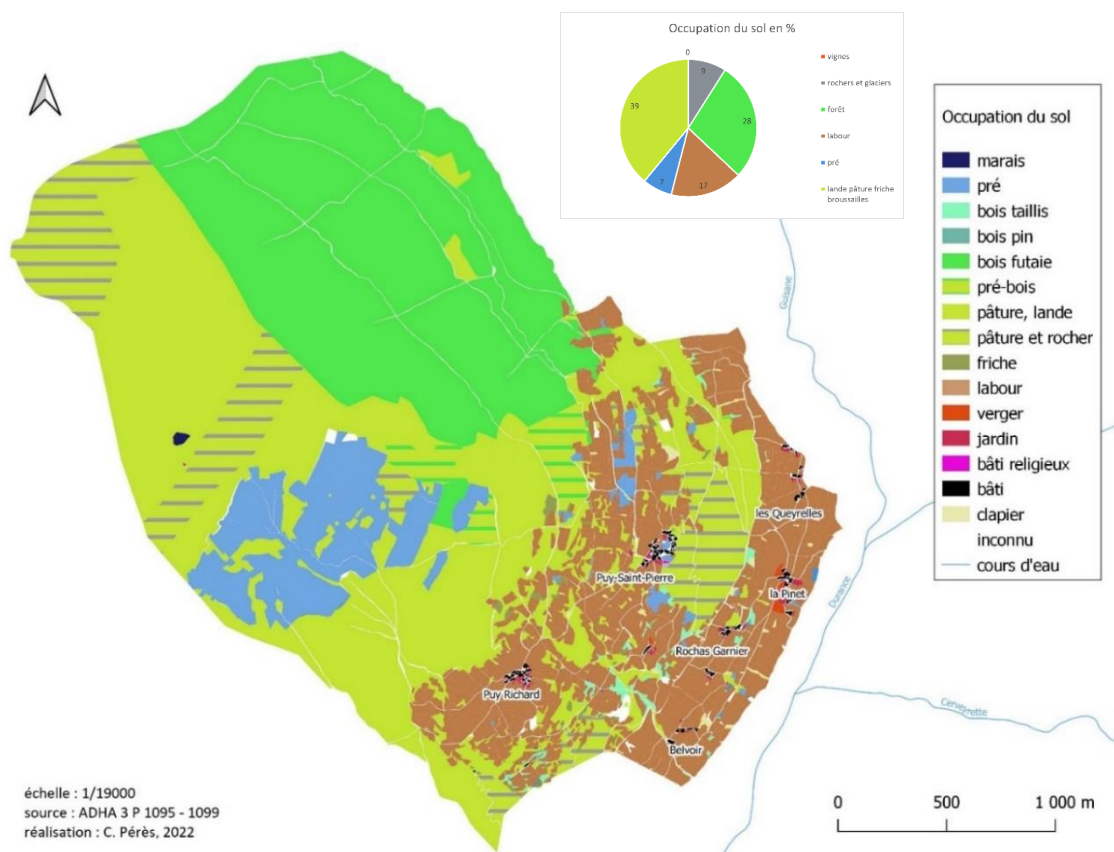 Occupation du sol en %
0
9
28
17
7
39
vignes
rochers et glaciers
forêt
labour
pré
lande pâture friche
broussailles
Occupation du sol
marais
pré
bois taillis
bois pin
bois futaie
pré-bois
pâture, lande
pâture et rocher
friche
labour
verger
jardin
bâti religieux
bâti
clapier
inconnu
cours d'eau
Guisane
les Queyrelles
Puy-Saint-Pierre
la Pinet
Durance
Rochas Garnier
Puy Richard
Cerveyrette
Belvoir
échelle : 1/19000
source : ADHA 3 P 1095 - 1099
réalisation : C. Pérès, 2022
0 500 1 000 m